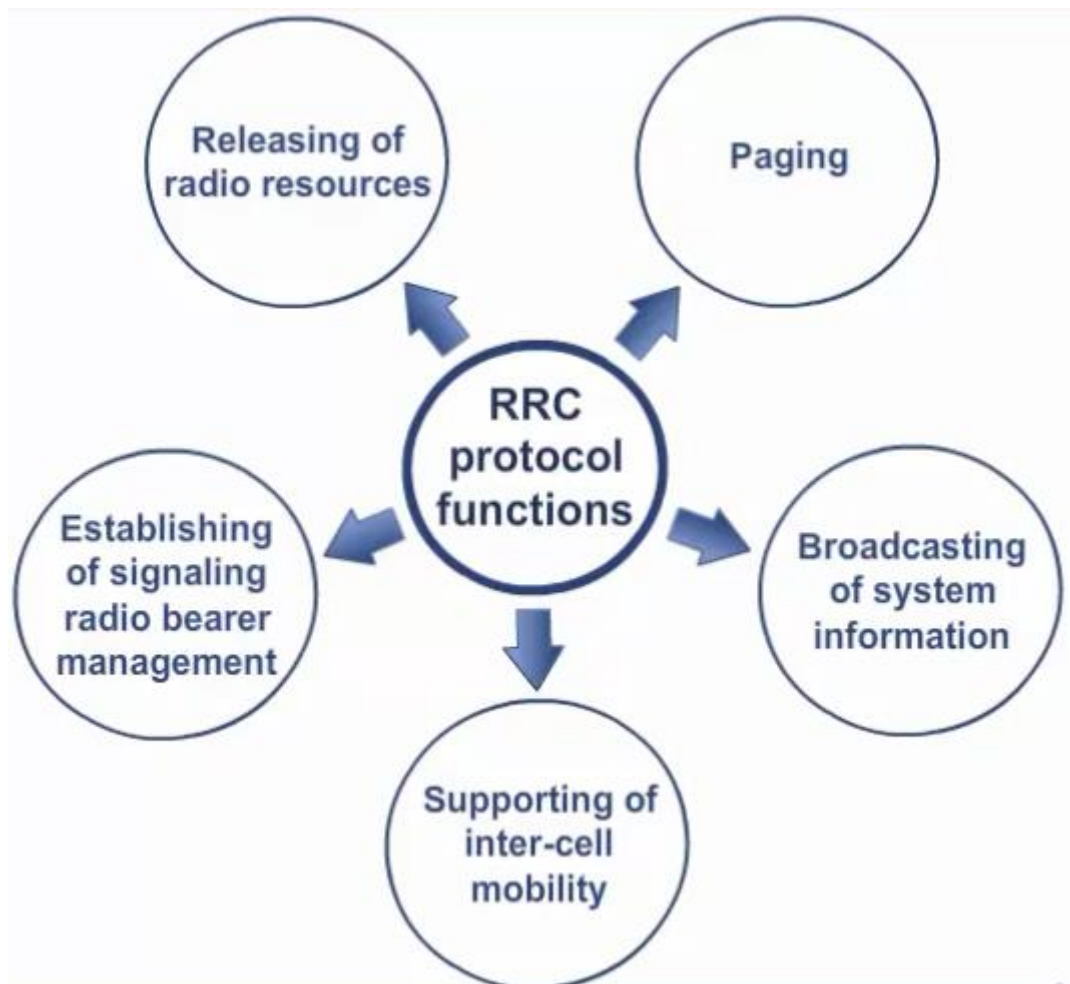 Releasing of
radio resources
Paging
RRC
protocol
functions
Establishing
of signaling
radio bearer
management
Broadcasting
of system
information
Supporting of
inter-cell
mobility